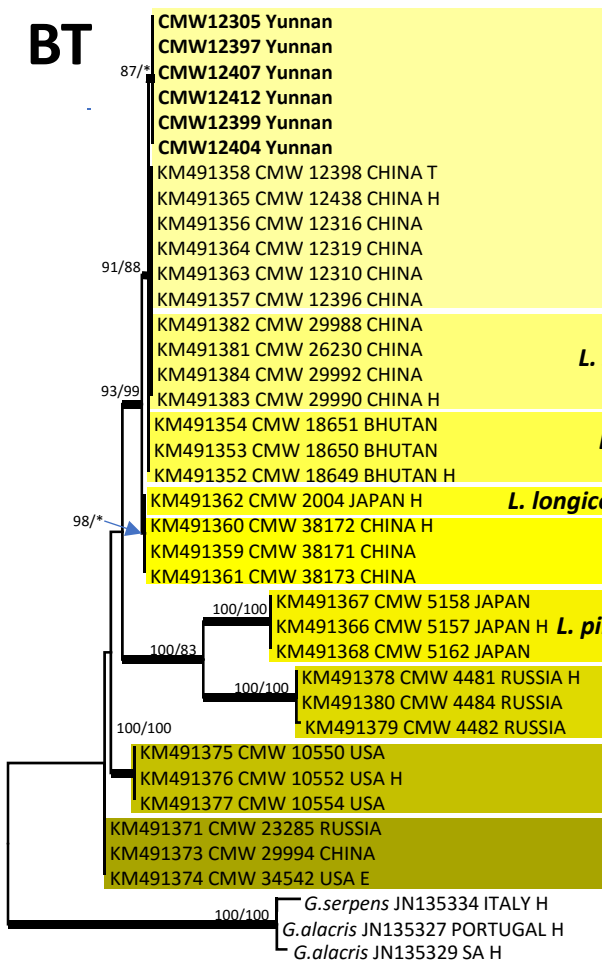 BT
CMW12305 Yunnan
CMW12397 Yunnan
87/*
CMW12407 Yunnan
CMW12412 Yunnan
CMW12399 Yunnan
CMW12404 Yunnan
KM491358 CMW 12398 CHINA T
KM491365 CMW 12438 CHINA H
KM491356 CMW 12316 CHINA
KM491364 CMW 12319 CHINA
91/88
KM491363 CMW 12310 CHINA
KM491357 CMW 12396 CHINA
KM491382 CMW 29988 CHINA
KM491381 CMW 26230 CHINA L.
KM491384 CMW 29992 CHINA
93/99
KM491383 CMW 29990 CHINA H
KM491354 CMW 18651 BHUTAN
KM491353 CMW 18650 BHUTAN
KM491352 CMW 18649 BHUTAN H
KM491362 CMW 2004 JAPAN H L. longico
98/*
KM491360 CMW 38172 CHINA H
KM491359 CMW 38171 CHINA
KM491361 CMW 38173 CHINA
100/100
KM491367 CMW 5158 JAPAN
KM491366 CMW 5157 JAPAN H L. pi
100/83
KM491368 CMW 5162 JAPAN
KM491378 CMW 4481 RUSSIA H
100/100
KM491380 CMW 4484 RUSSIA
KM491379 CMW 4482 RUSSIA
100/100
KM491375 CMW 10550 USA
KM491376 CMW 10552 USA H
KM491377 CMW 10554 USA
KM491371 CMW 23285 RUSSIA
KM491373 CMW 29994 CHINA
KM491374 CMW 34542 USA E
G.serpens JN135334 ITALY H
100/100
G.alacris JN135327 PORTUGAL H
G.alacris JN135329 SA H